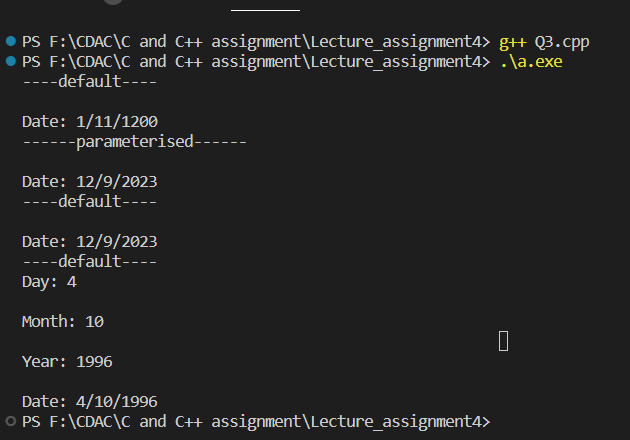 PS F:\CDAC\C and C++ assignment\Lecture_assignment4> g++ Q3.cpp
PS F:\CDAC\C and C++ assignment\Lecture_assignment4> .\a.exe
----default----
Date: 1/11/1200
------parameterised------
Date: 12/9/2023
----default----
Date: 12/9/2023
----default----
Day: 4
Month: 10
Year: 1996
Date: 4/10/1996
PS F:\CDAC\C and C++ assignment\Lecture_assignment4>